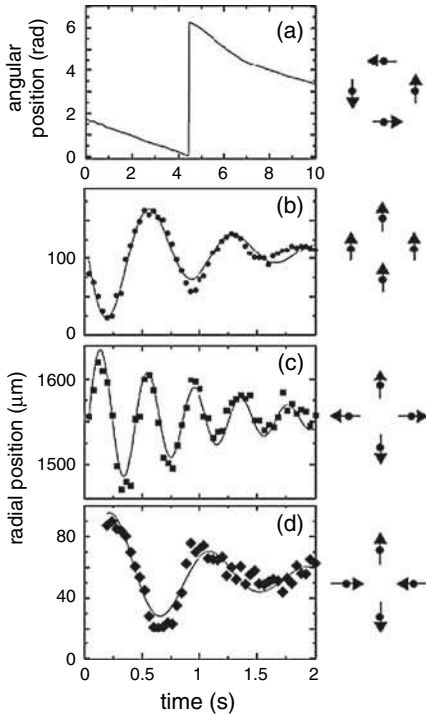 angular
position (rad)
6
4
2
0
(a)
0 2 4 6 8 10
radial position (μm)
100
0
(b)
1600
1500
(c)
80
40
0
(d)
0 0.5 1 1.5 2
time (s)